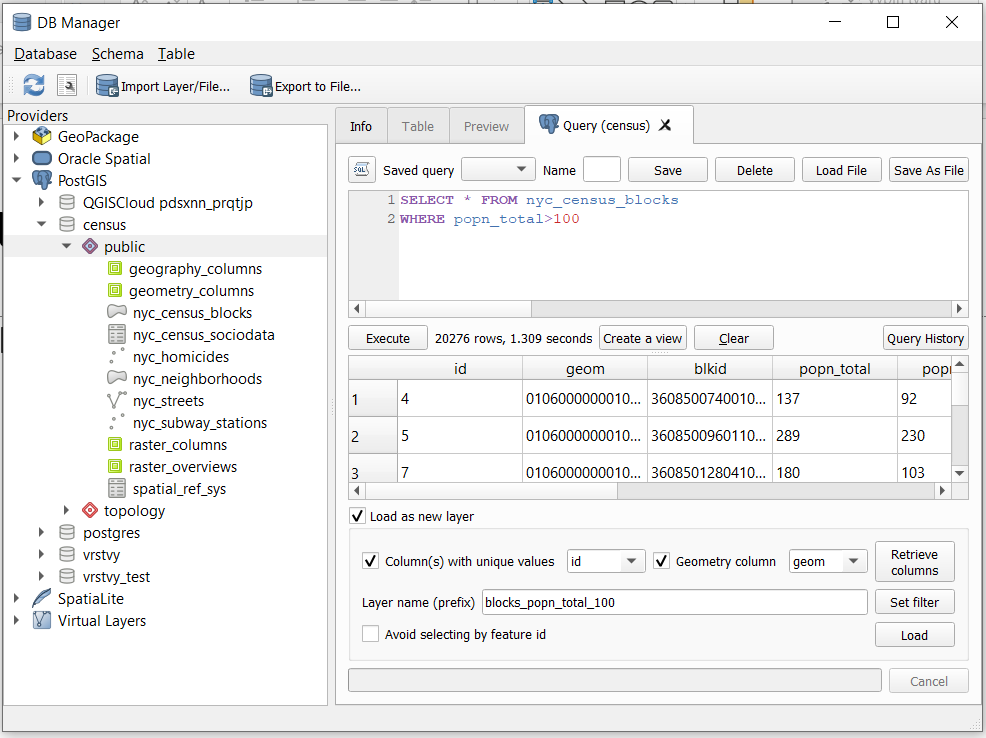 DB Manager
Database Schema Table
Import Layer/File... Export to File...
Providers
GeoPackage
Oracle Spatial
PostGIS
QGISCloud pdsxnn_prqtjp
census
public
geography_columns
geometry_columns
nyc_census_blocks
nyc_census_sociodata
nyc_homicides
nyc_neighborhoods
nyc_streets
nyc_subway_stations
raster_columns
raster_overviews
spatial_ref_sys
topology
postgres
vrstvy
vrstvy_test
SpatiaLite
Virtual Layers
Info Table Preview Query (census)
SQL Saved query Name Save Delete Load File Save As File
1 SELECT * FROM nyc_census_blocks
2 WHERE popn_total>100
Execute 20276 rows, 1.309 seconds Create a view Clear Query History
id geom blkid popn_total popn
1 4 0106000000010... 3608500740010... 137 92
2 5 0106000000010... 3608500960110... 289 230
3 7 0106000000010... 3608501280410... 180 103
Load as new layer
Column(s) with unique values id Geometry column geom Retrieve columns
Layer name (prefix) blocks_popn_total_100 Set filter
Avoid selecting by feature id Load
Cancel